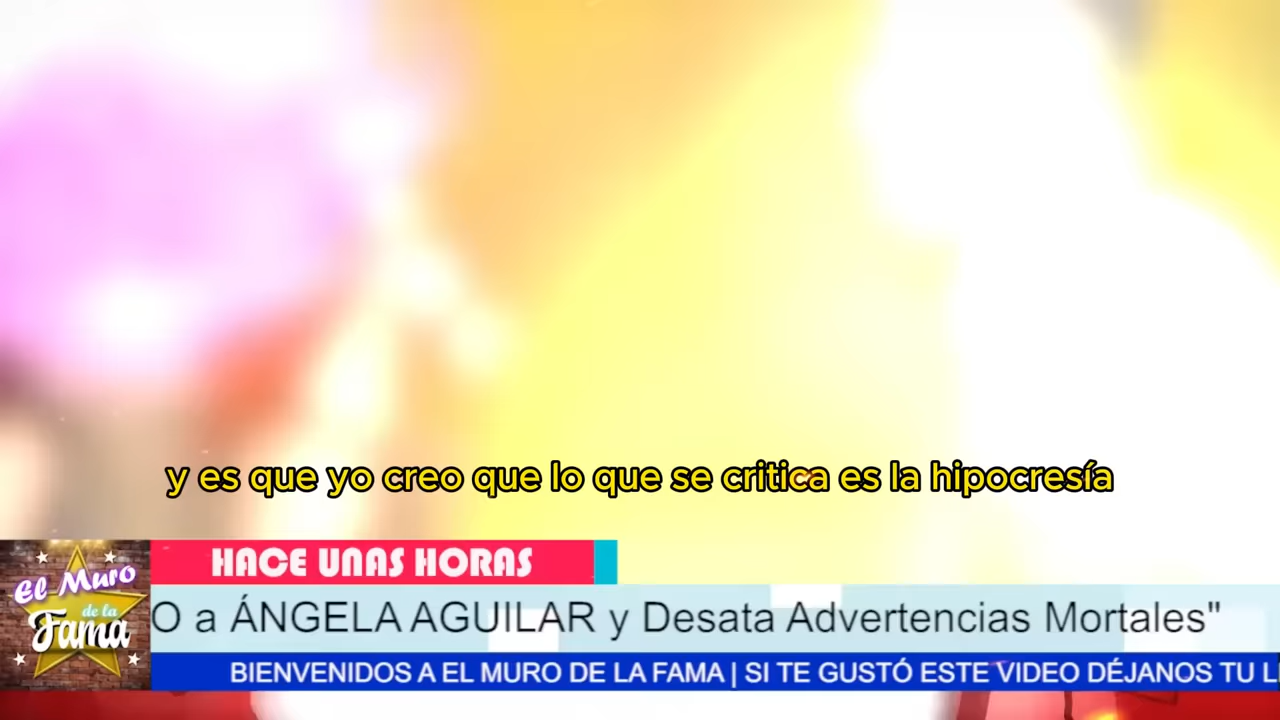 y es que yo creo que lo que se critica es la hipocresía
HACE UNAS HORAS
El Muro
de la
Fama
O a ÁNGELA AGUILAR y Desata Advertencias Mortales"
BIENVENIDOS A EL MURO DE LA FAMA | SI TE GUSTÓ ESTE VIDEO DÉJANOS TU